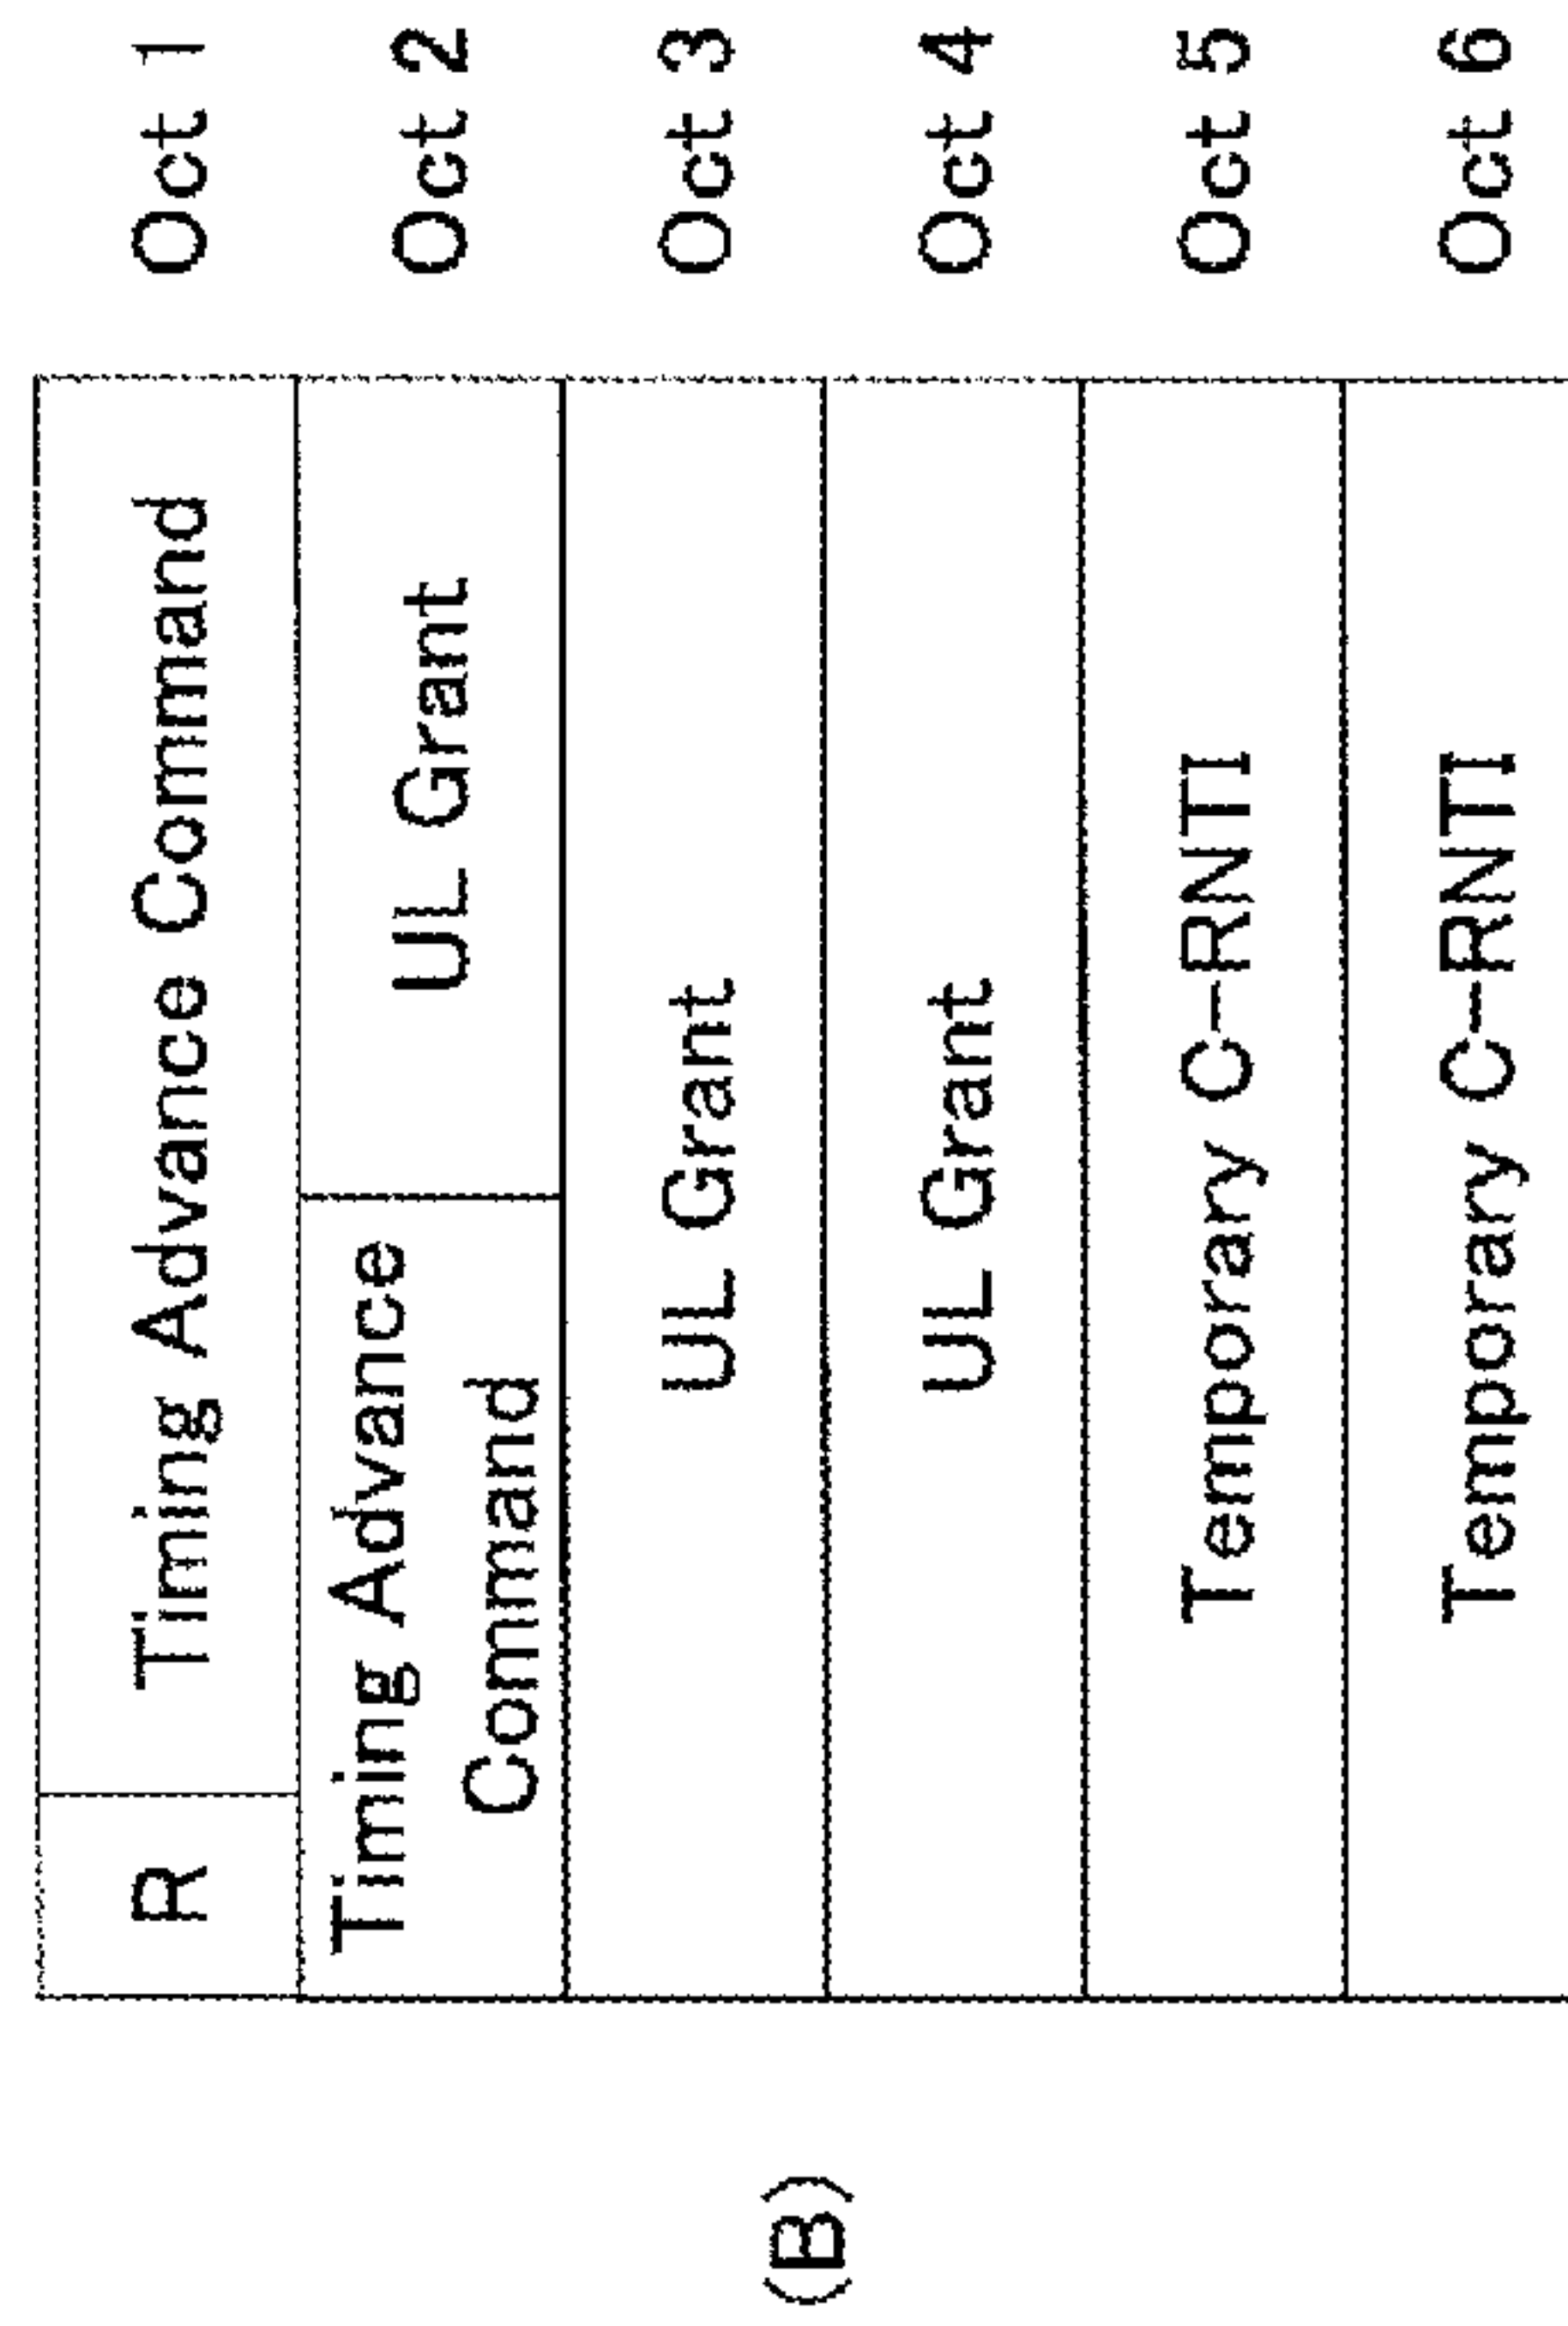 R Timing Advance Command Oct 1
Timing Advance
Command
UL Grant Oct 2
UL Grant Oct 3
UL Grant Oct 4
Temporary C-RNTI Oct 5
Temporary C-RNTI Oct 6
(B)